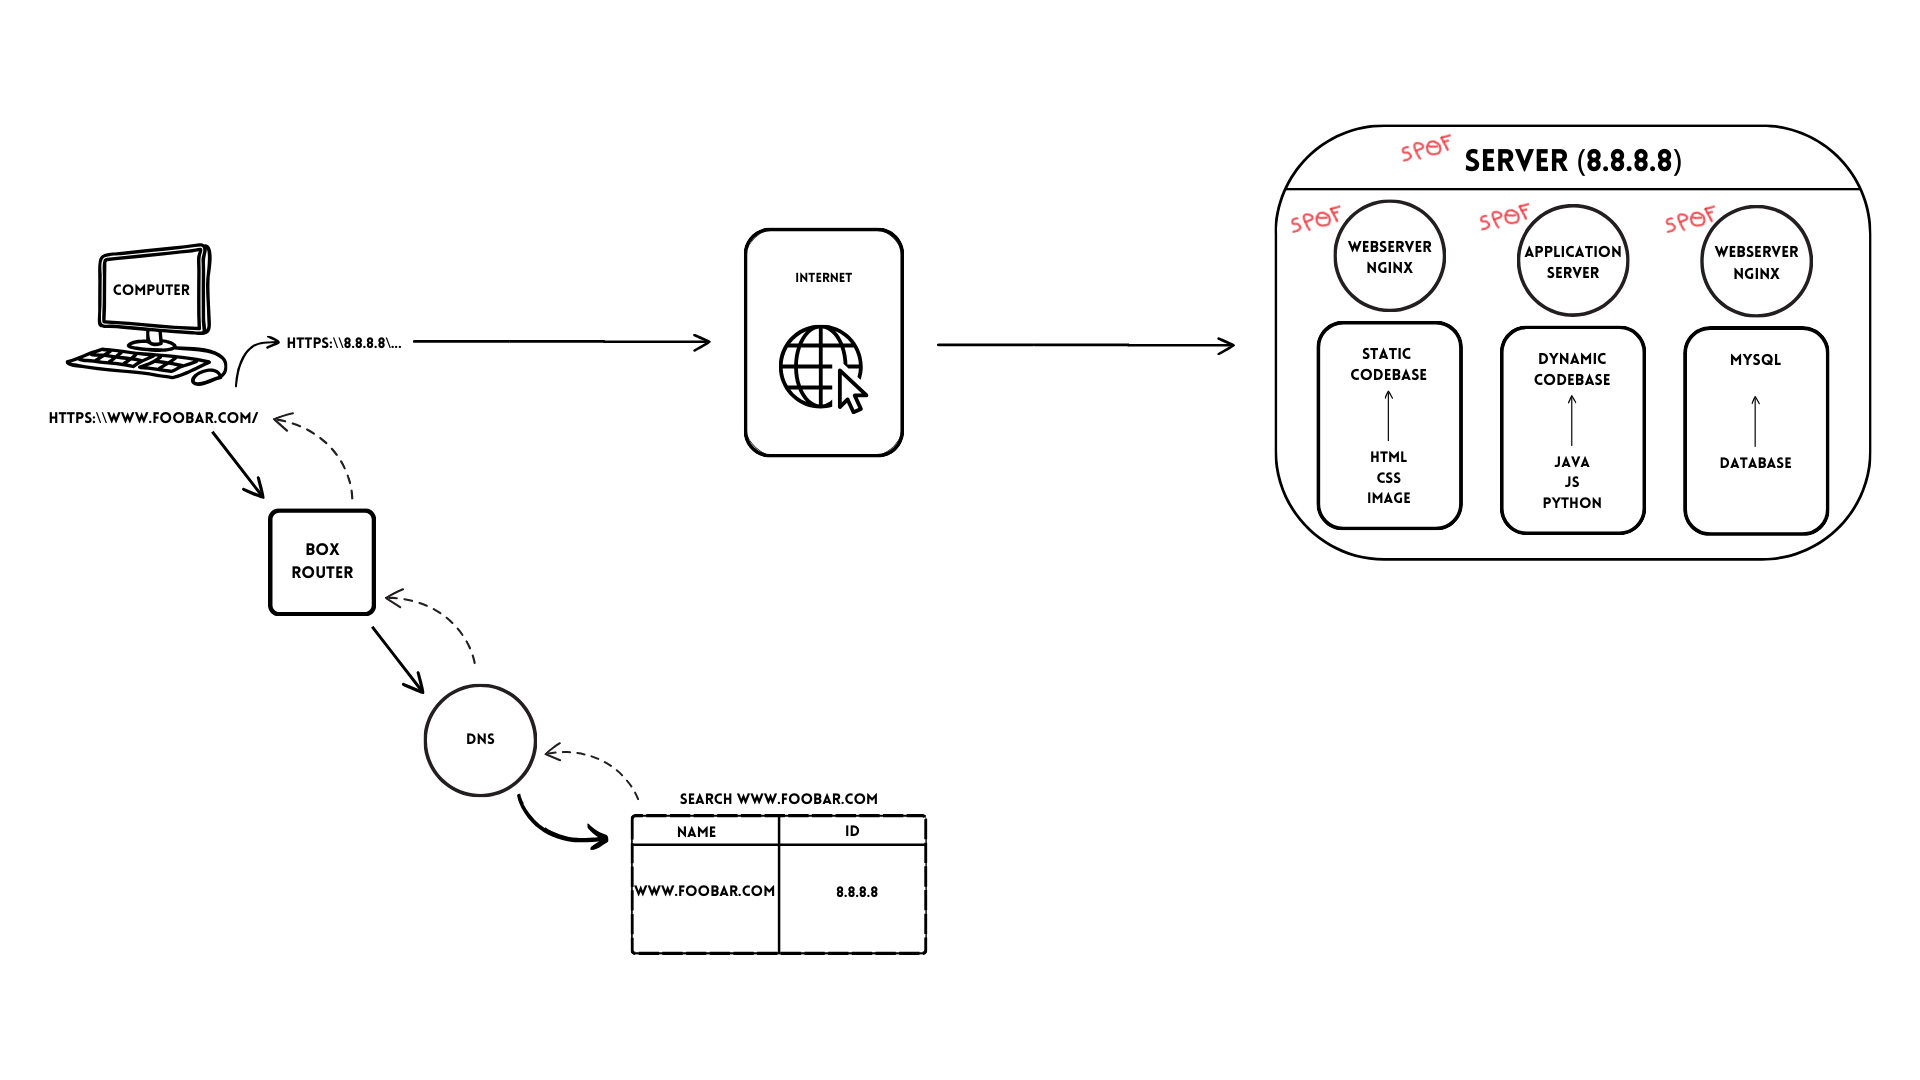 COMPUTER
HTTPS:\\8.8.8.8\...
HTTPS:\\WWW.FOOBAR.COM/
BOX
ROUTER
DNS
SEARCH WWW.FOOBAR.COM
NAME
ID
WWW.FOOBAR.COM
8.8.8.8
INTERNET
SPOF
SERVER (8.8.8.8)
SPOF
WEBSERVER
NGINX
STATIC
CODEBASE
HTML
CSS
IMAGE
SPOF
APPLICATION
SERVER
DYNAMIC
CODEBASE
JAVA
JS
PYTHON
SPOF
WEBSERVER
NGINX
MYSQL
DATABASE